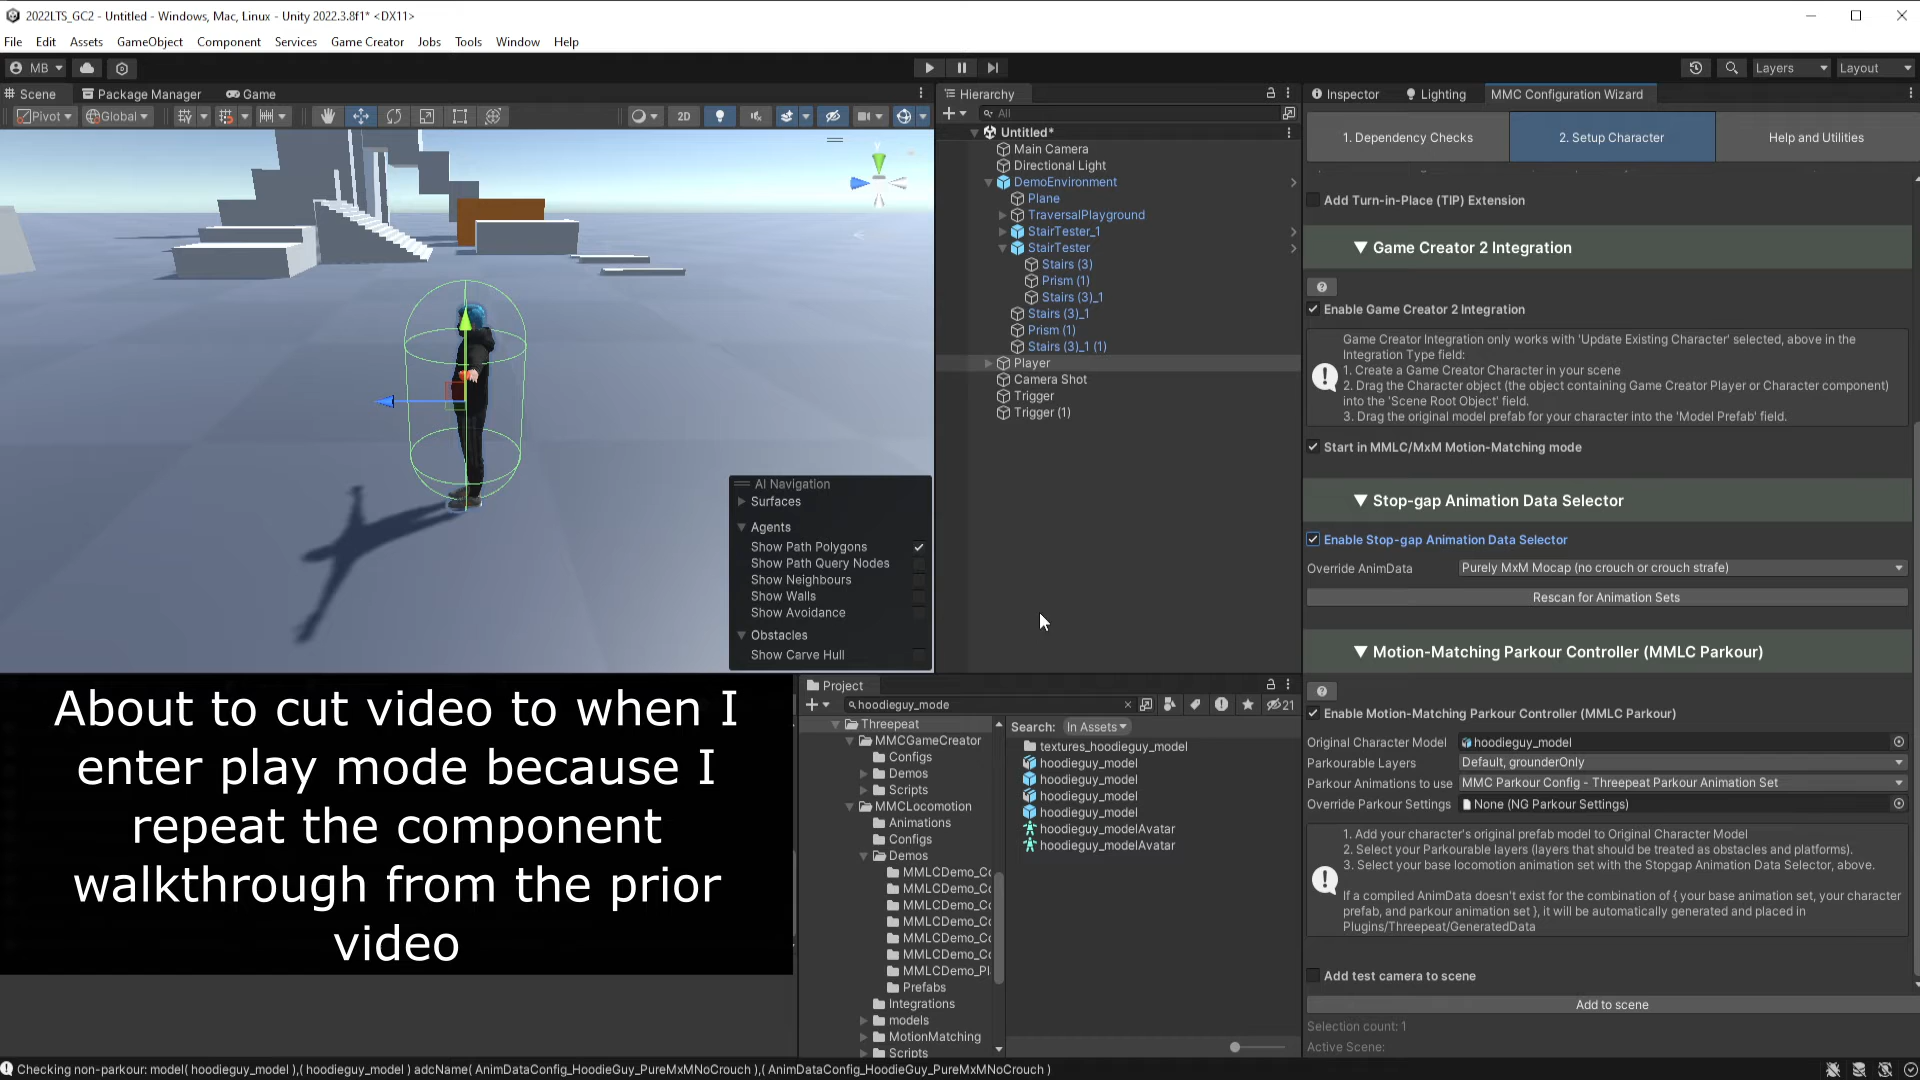 2022LTS_GC2 - Untitled - Windows, Mac, Linux - Unity 2022.3.8f1* <DX11>
File Edit Assets GameObject Component Services Game Creator Jobs Tools Window Help
MB
Layers Layout
Scene Package Manager Game
Pivot Global 2D
y
Hierarchy
All
Untitled*
Main Camera
Directional Light
DemoEnvironment
Plane
TraversalPlayground
StairTester_1
StairTester
Stairs (3)
Prism (1)
Stairs (3)_1
Stairs (3)_1
Prism (1)
Stairs (3)_1 (1)
Player
Camera Shot
Trigger
Trigger (1)
AI Navigation
Surfaces
Agents
Show Path Polygons
Show Path Query Nodes
Show Neighbours
Show Walls
Show Avoidance
Obstacles
Show Carve Hull
About to cut video to when I
enter play mode because I
repeat the component
walkthrough from the prior
video
Project
hoodieguy_mode
21
Threepeat
MMCGameCreator
Configs
Demos
Scripts
MMCLocomotion
Animations
Configs
Demos
MMLCDemo_Co
MMLCDemo_Co
MMLCDemo_Co
MMLCDemo_Co
MMLCDemo_Co
MMLCDemo_Co
MMLCDemo_Pl
Prefabs
Integrations
models
MotionMatching
Scripts
Search: In Assets
textures_hoodieguy_model
hoodieguy_model
hoodieguy_model
hoodieguy_model
hoodieguy_model
hoodieguy_modelAvatar
hoodieguy_modelAvatar
Inspector Lighting MMC Configuration Wizard
1. Dependency Checks 2. Setup Character Help and Utilities
Add Turn-in-Place (TIP) Extension
Game Creator 2 Integration
Enable Game Creator 2 Integration
Game Creator Integration only works with 'Update Existing Character' selected, above in the
Integration Type field:
1. Create a Game Creator Character in your scene
2. Drag the Character object (the object containing Game Creator Player or Character component)
into the 'Scene Root Object' field.
3. Drag the original model prefab for your character into the 'Model Prefab' field.
Start in MMLC/MxM Motion-Matching mode
Stop-gap Animation Data Selector
Enable Stop-gap Animation Data Selector
Override AnimData Purely MxM Mocap (no crouch or crouch strafe)
Rescan for Animation Sets
Motion-Matching Parkour Controller (MMLC Parkour)
Enable Motion-Matching Parkour Controller (MMLC Parkour)
Original Character Model hoodieguy_model
Parkourable Layers Default, grounderOnly
Parkour Animations to use MMC Parkour Config - Threepeat Parkour Animation Set
Override Parkour Settings None (NG Parkour Settings)
1. Add your character's original prefab model to Original Character Model
2. Select your Parkourable layers (layers that should be treated as obstacles and platforms).
3. Select your base locomotion animation set with the Stopgap Animation Data Selector, above.
If a compiled AnimData doesn't exist for the combination of { your base animation set, your character
prefab, and parkour animation set }, it will be automatically generated and placed in
Plugins/Threepeat/GeneratedData
Add test camera to scene
Add to scene
Selection count: 1
Active Scene:
Checking non-parkour: model( hoodieguy_model ),( hoodieguy_model ) adcName( AnimDataConfig_HoodieGuy_PureMxMNoCrouch ),( AnimDataConfig_HoodieGuy_PureMxMNoCrouch )